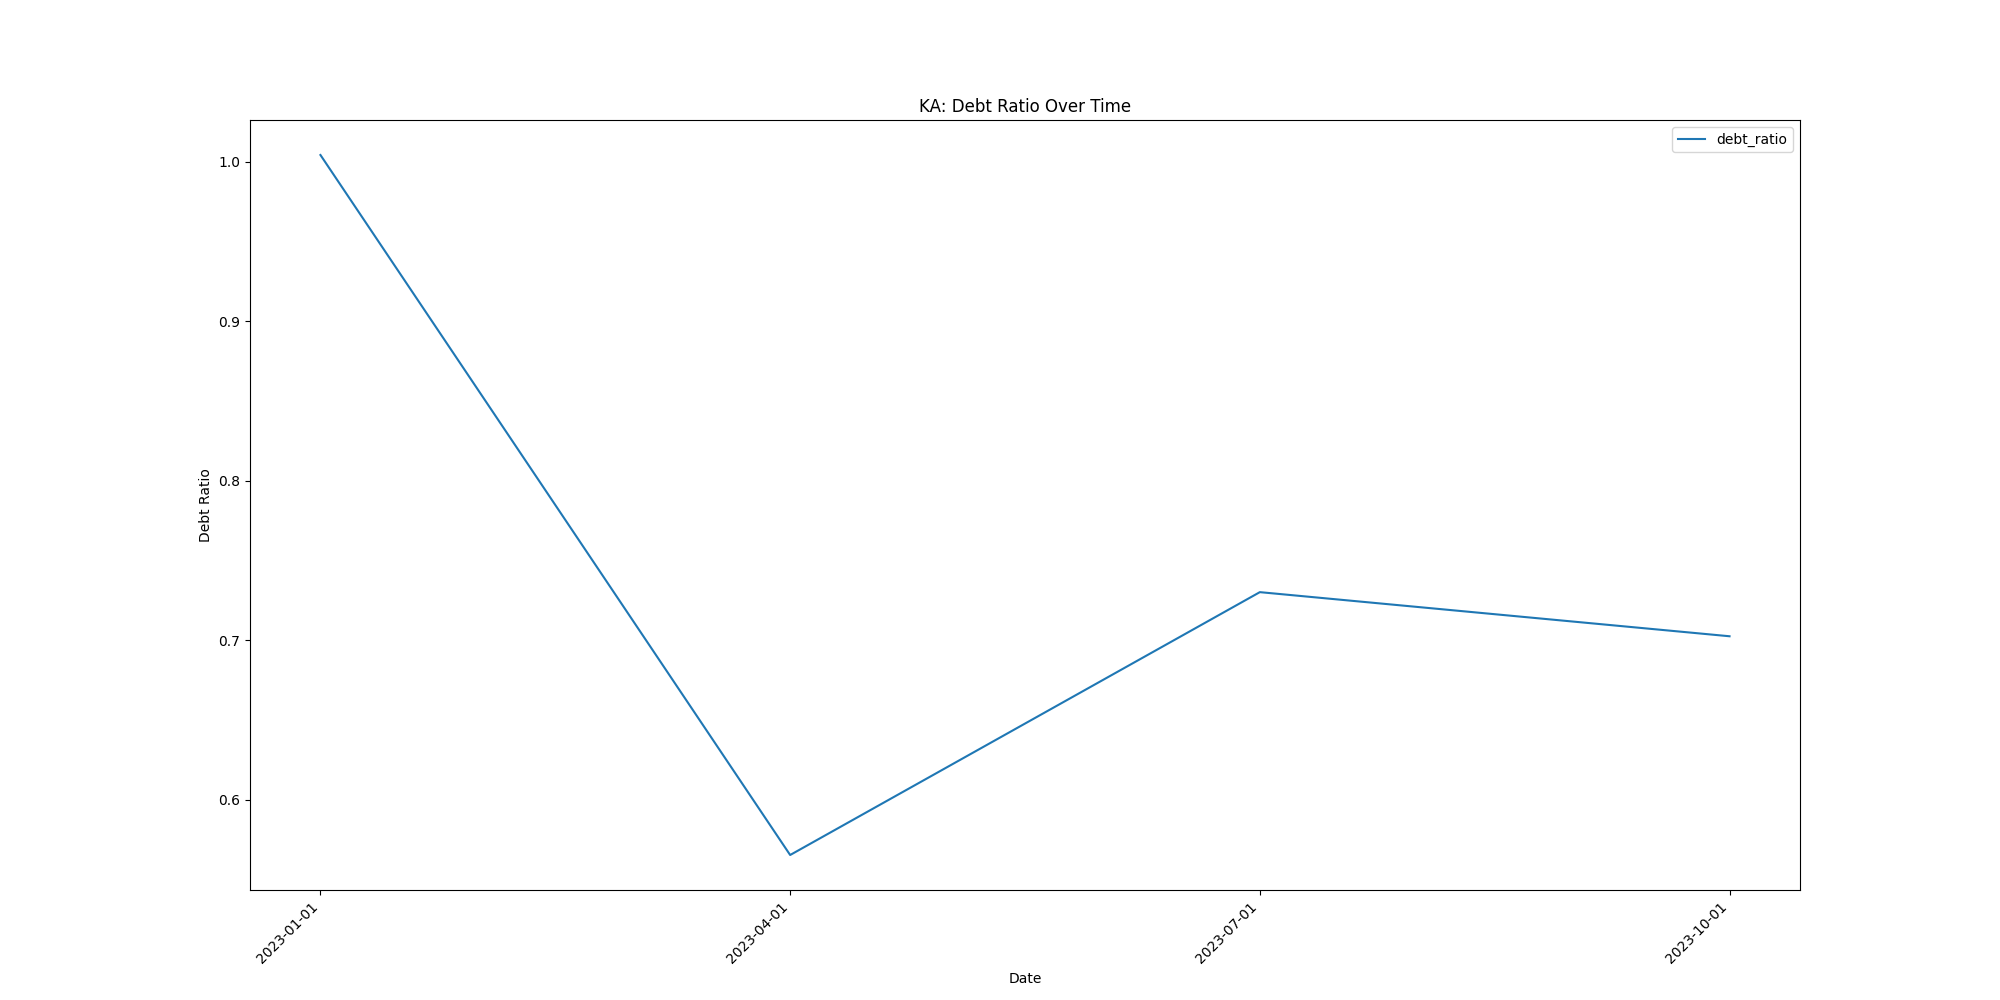 KA: Debt Ratio Over Time
debt_ratio
1.0
0.9
0.8
0.7
0.6
Debt Ratio
2023-01-01
2023-04-01
2023-07-01
2023-10-01
Date